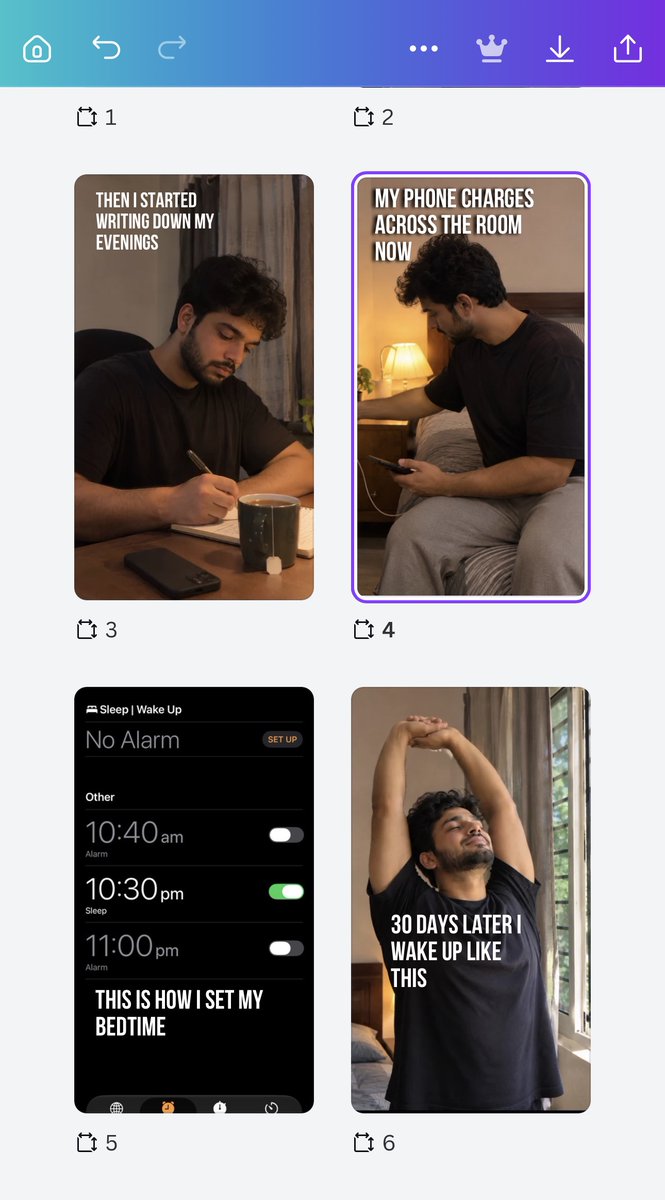 1
2
THEN I STARTED
WRITING DOWN MY
EVENINGS
MY PHONE CHARGES
ACROSS THE ROOM
NOW
3
4
Sleep | Wake Up
No Alarm
SET UP
Other
10:40am
Alarm
10:30pm
Sleep
11:00pm
Alarm
THIS IS HOW I SET MY
BEDTIME
30 DAYS LATER I
WAKE UP LIKE
THIS
5
6